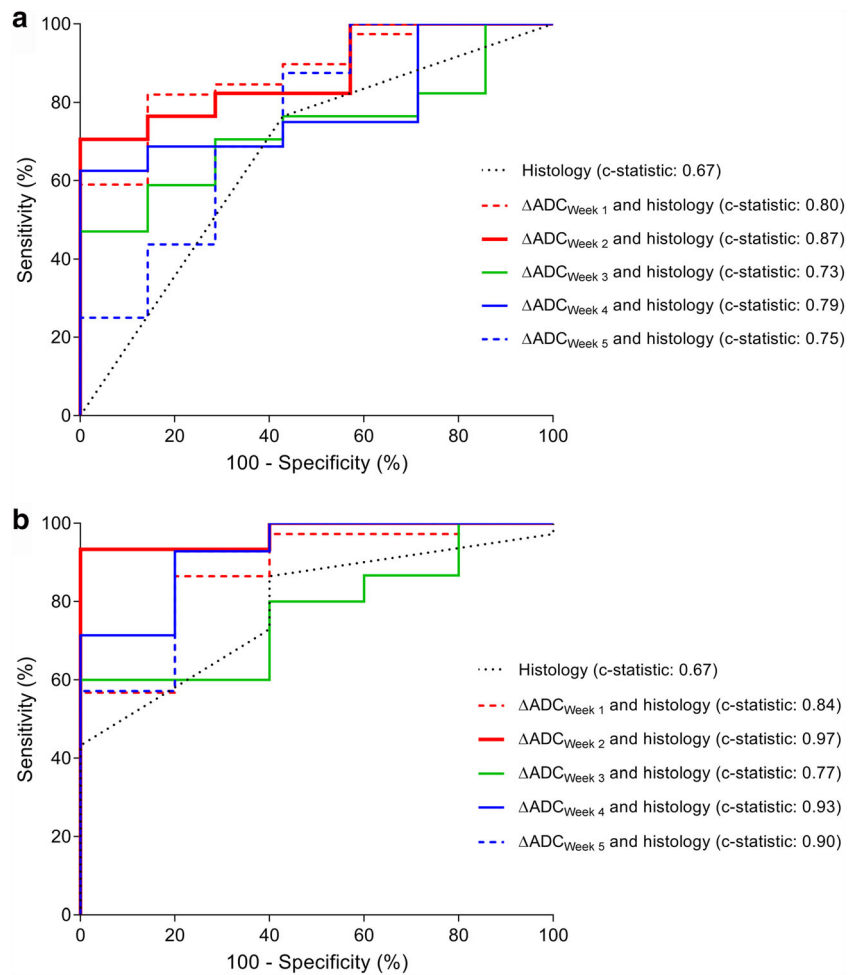 a
100
80
60
40
20
0
Sensitivity (%)
0 20 40 60 80 100
100 - Specificity (%)
Histology (c-statistic: 0.67)
ΔADCWeek 1 and histology (c-statistic: 0.80)
ΔADCWeek 2 and histology (c-statistic: 0.87)
ΔADCWeek 3 and histology (c-statistic: 0.73)
ΔADCWeek 4 and histology (c-statistic: 0.79)
ΔADCWeek 5 and histology (c-statistic: 0.75)
b
100
80
60
40
20
0
Sensitivity (%)
0 20 40 60 80 100
100 - Specificity (%)
Histology (c-statistic: 0.67)
ΔADCWeek 1 and histology (c-statistic: 0.84)
ΔADCWeek 2 and histology (c-statistic: 0.97)
ΔADCWeek 3 and histology (c-statistic: 0.77)
ΔADCWeek 4 and histology (c-statistic: 0.93)
ΔADCWeek 5 and histology (c-statistic: 0.90)